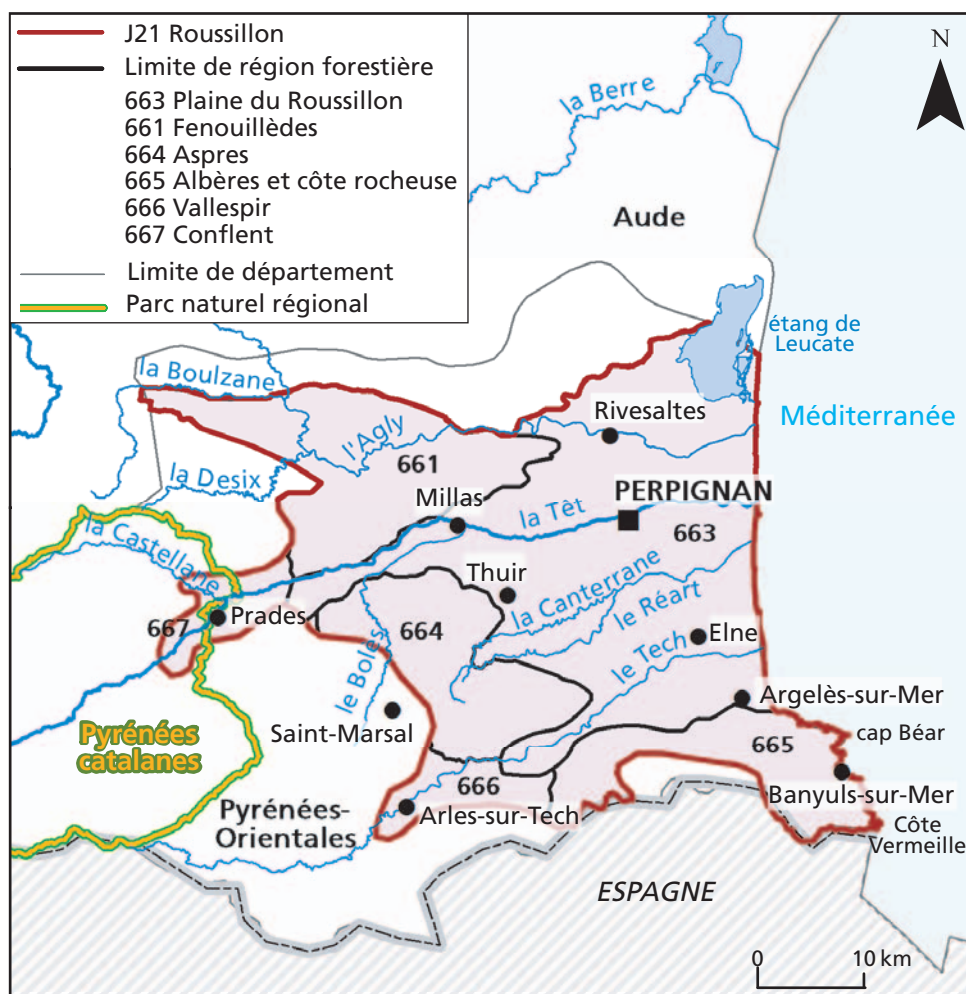 J21 Roussillon
Limite de région forestière
663 Plaine du Roussillon
661 Fenouillèdes
664 Aspres
665 Albères et côte rocheuse
666 Vallespir
667 Conflent
Limite de département
Parc naturel régional
N
la Berre
Aude
étang de
Leucate
la Boulzane
Rivesaltes
Méditerranée
l'Agly
661
la Desix
Millas
PERPIGNAN
la Têt
663
la Castellane
Thuir
la Canterrane
le Réart
Prades
667
664
Elne
le Tech
le Boles
Argelès-sur-Mer
Saint-Marsal
cap Béar
665
Pyrénées
catalanes
666
Banyuls-sur-Mer
Pyrénées-
Orientales
Arles-sur-Tech
Côte
Vermeille
ESPAGNE
0 10 km